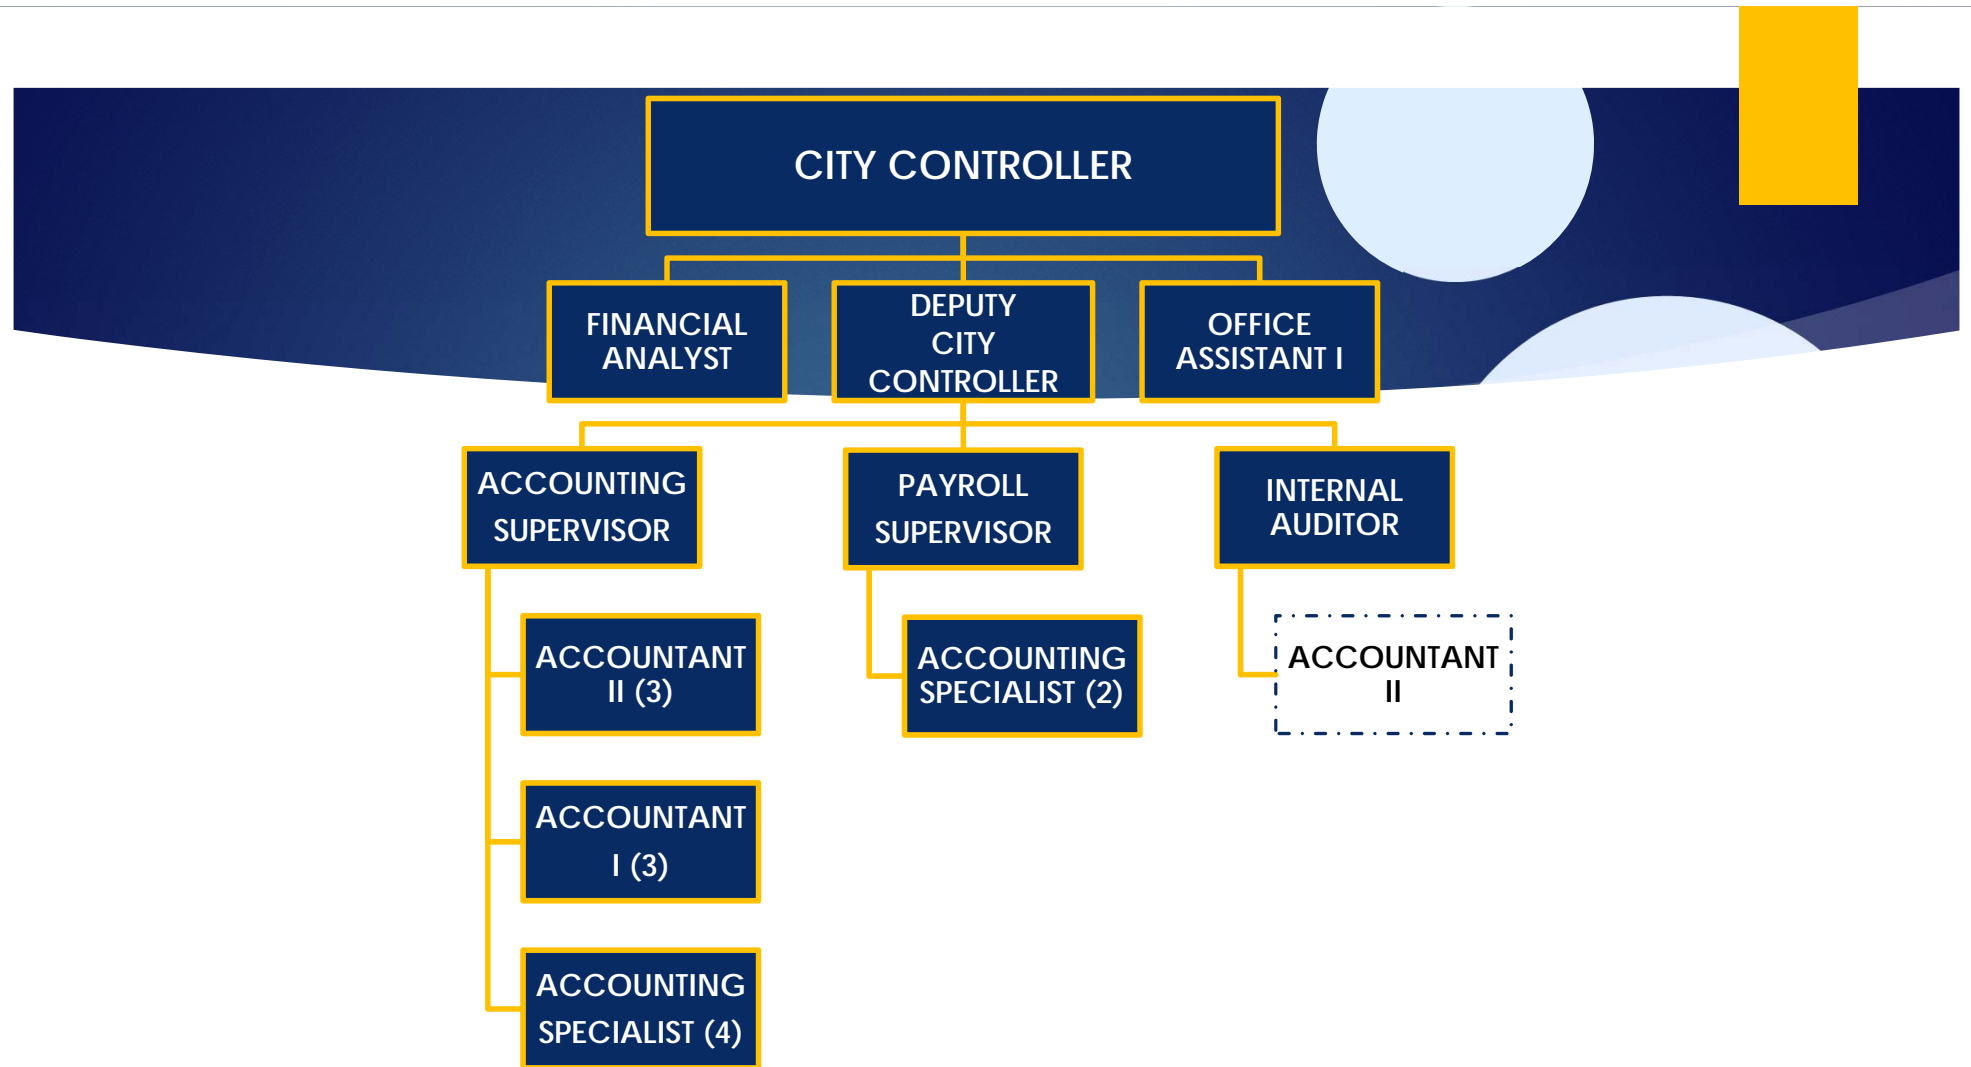 CITY CONTROLLER
FINANCIAL
ANALYST
DEPUTY
CITY
CONTROLLER
OFFICE
ASSISTANT I
ACCOUNTING
SUPERVISOR
PAYROLL
SUPERVISOR
INTERNAL
AUDITOR
ACCOUNTANT
II (3)
ACCOUNTING
SPECIALIST (2)
ACCOUNTANT
II
ACCOUNTANT
I (3)
ACCOUNTING
SPECIALIST (4)